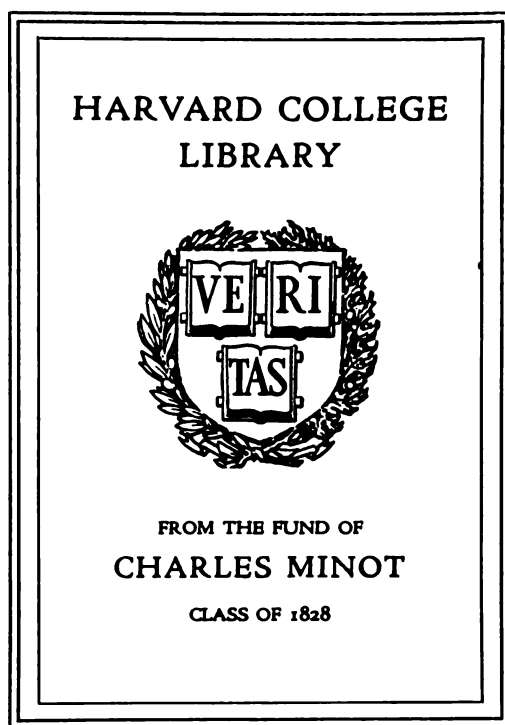 HARVARD COLLEGE
LIBRARY
VE RI
TAS
FROM THE FUND OF
CHARLES MINOT
CLASS OF 1828